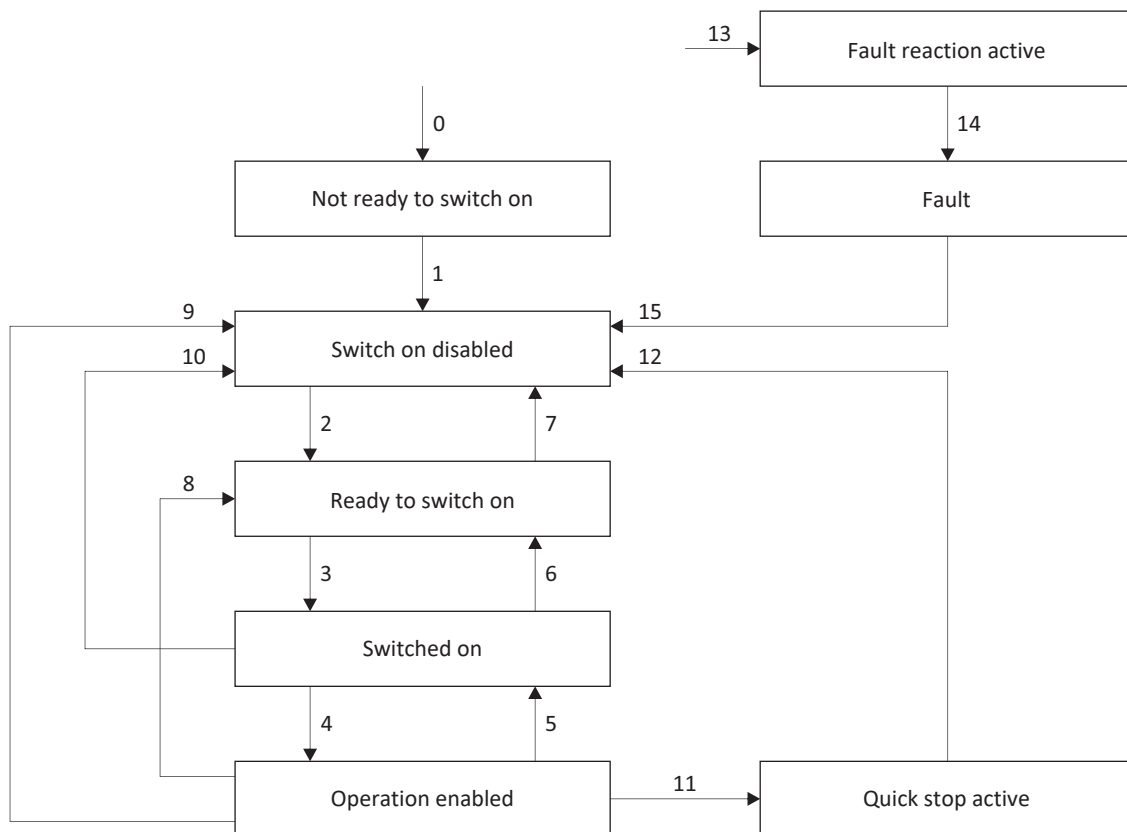 13
Fault reaction active
0
14
Not ready to switch on
Fault
1
9
15
Switch on disabled
10
12
2
7
8
Ready to switch on
3
6
Switched on
4
5
11
Operation enabled
Quick stop active